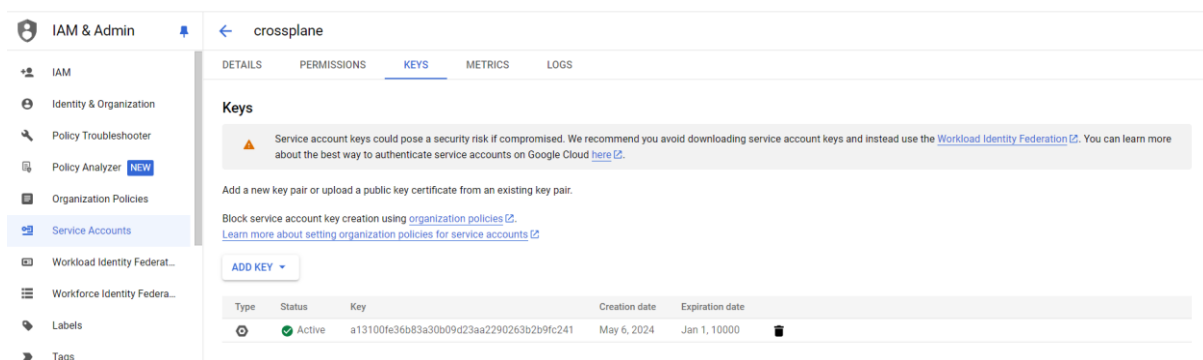 IAM & Admin
crossplane
IAM
Identity & Organization
Policy Troubleshooter
Policy Analyzer NEW
Organization Policies
Service Accounts
Workload Identity Federat...
Workforce Identity Federa...
Labels
Tags
DETAILS PERMISSIONS KEYS METRICS LOGS
Keys
Service account keys could pose a security risk if compromised. We recommend you avoid downloading service account keys and instead use the Workload Identity Federation. You can learn more
about the best way to authenticate service accounts on Google Cloud here.
Add a new key pair or upload a public key certificate from an existing key pair.
Block service account key creation using organization policies.
Learn more about setting organization policies for service accounts
ADD KEY
Type Status Key Creation date Expiration date
Active a13100fe36b83a30b09d23aa2290263b2b9fc241 May 6, 2024 Jan 1, 10000